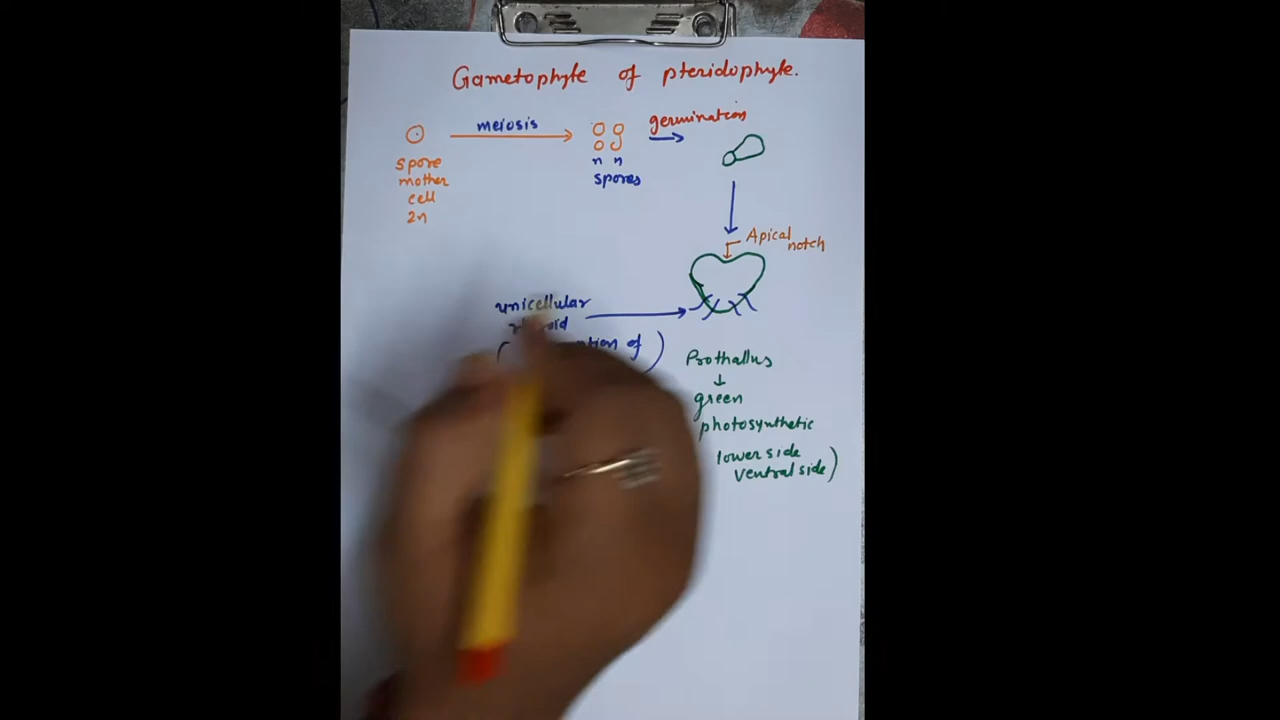 Gametophyte of pteridophyte.
meiosis
germination
n n
spores
spore
mother
cell
2n
Apical
notch
unicellular
of
Prothallus
green
photosynthetic
lower side
ventral side)